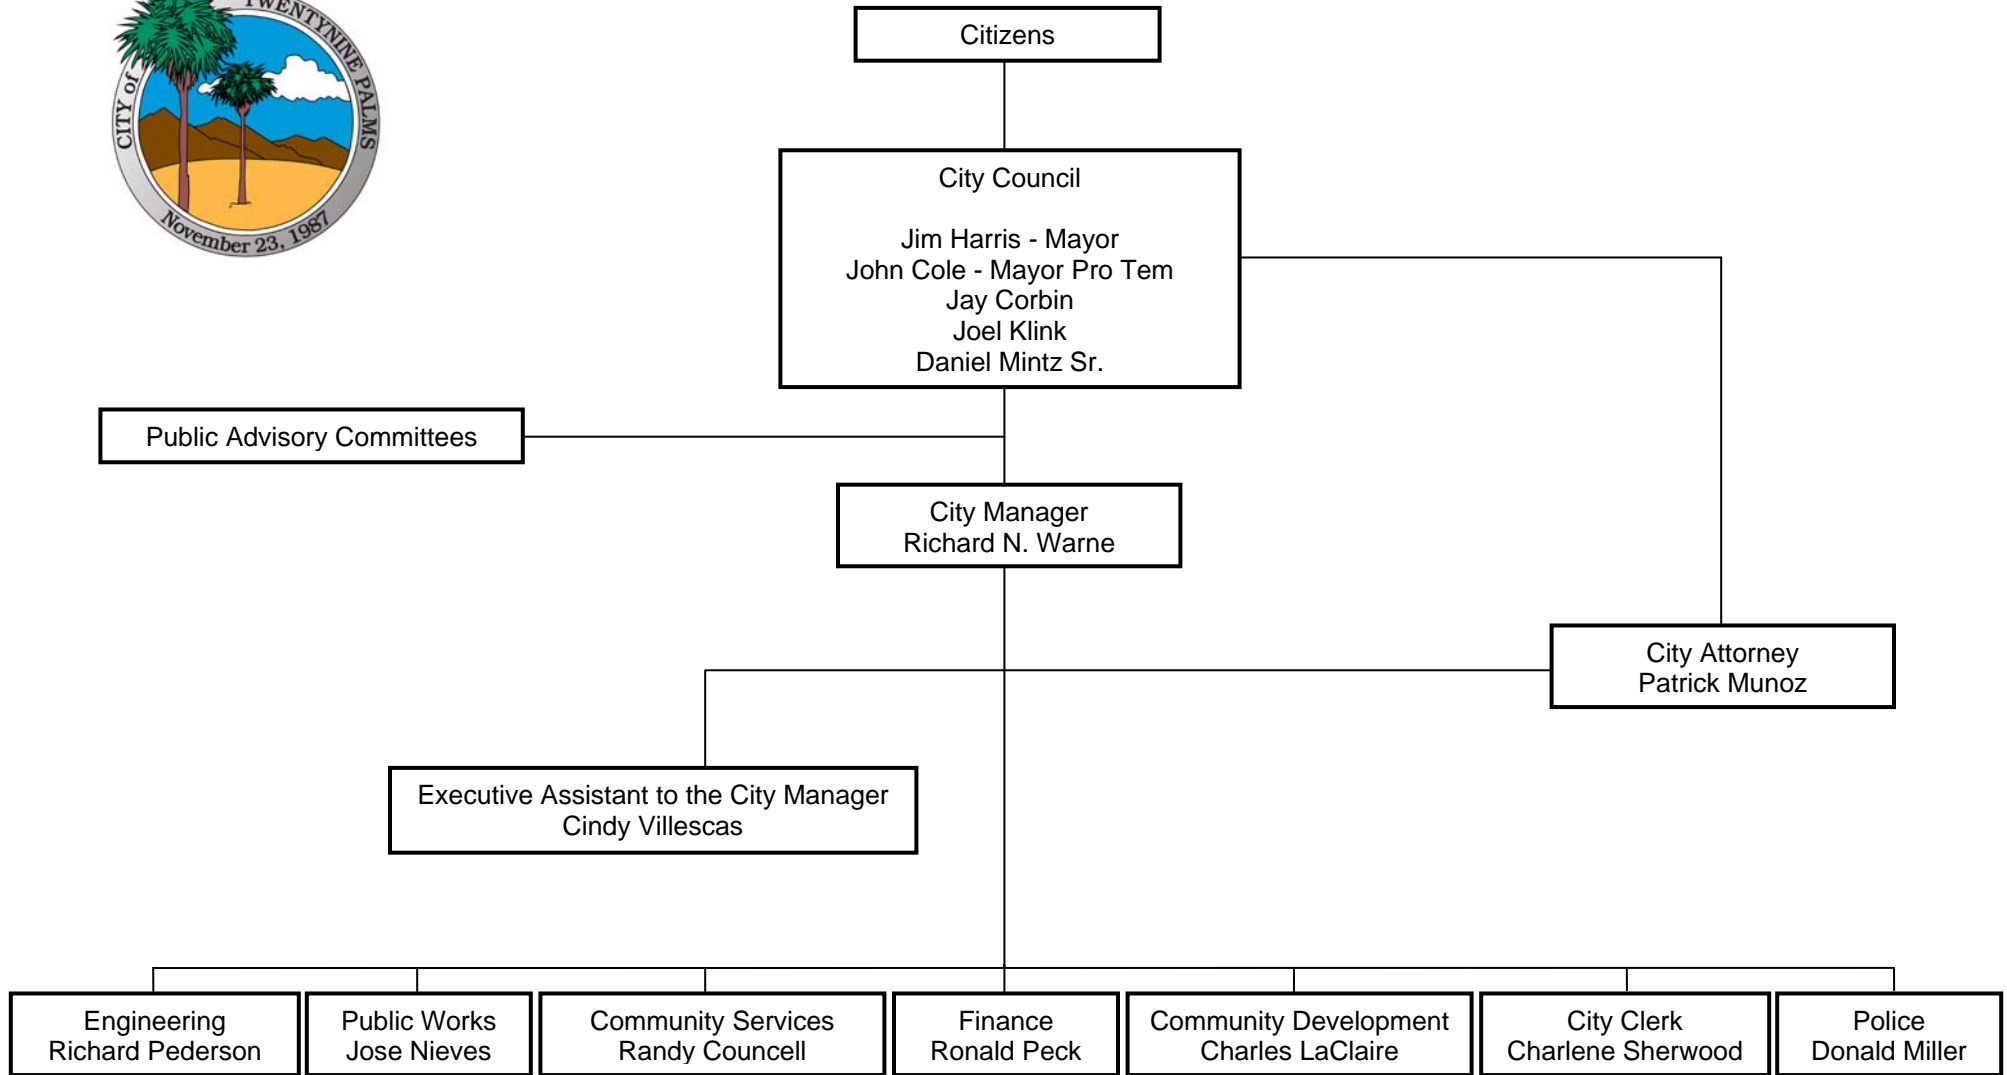 CITY of TWENTYNINE PALMS
November 23, 1987
Citizens
City Council
Jim Harris - Mayor
John Cole - Mayor Pro Tem
Jay Corbin
Joel Klink
Daniel Mintz Sr.
Public Advisory Committees
City Manager
Richard N. Warne
City Attorney
Patrick Munoz
Executive Assistant to the City Manager
Cindy Villescas
Engineering
Richard Pederson
Public Works
Jose Nieves
Community Services
Randy Councell
Finance
Ronald Peck
Community Development
Charles LaClaire
City Clerk
Charlene Sherwood
Police
Donald Miller